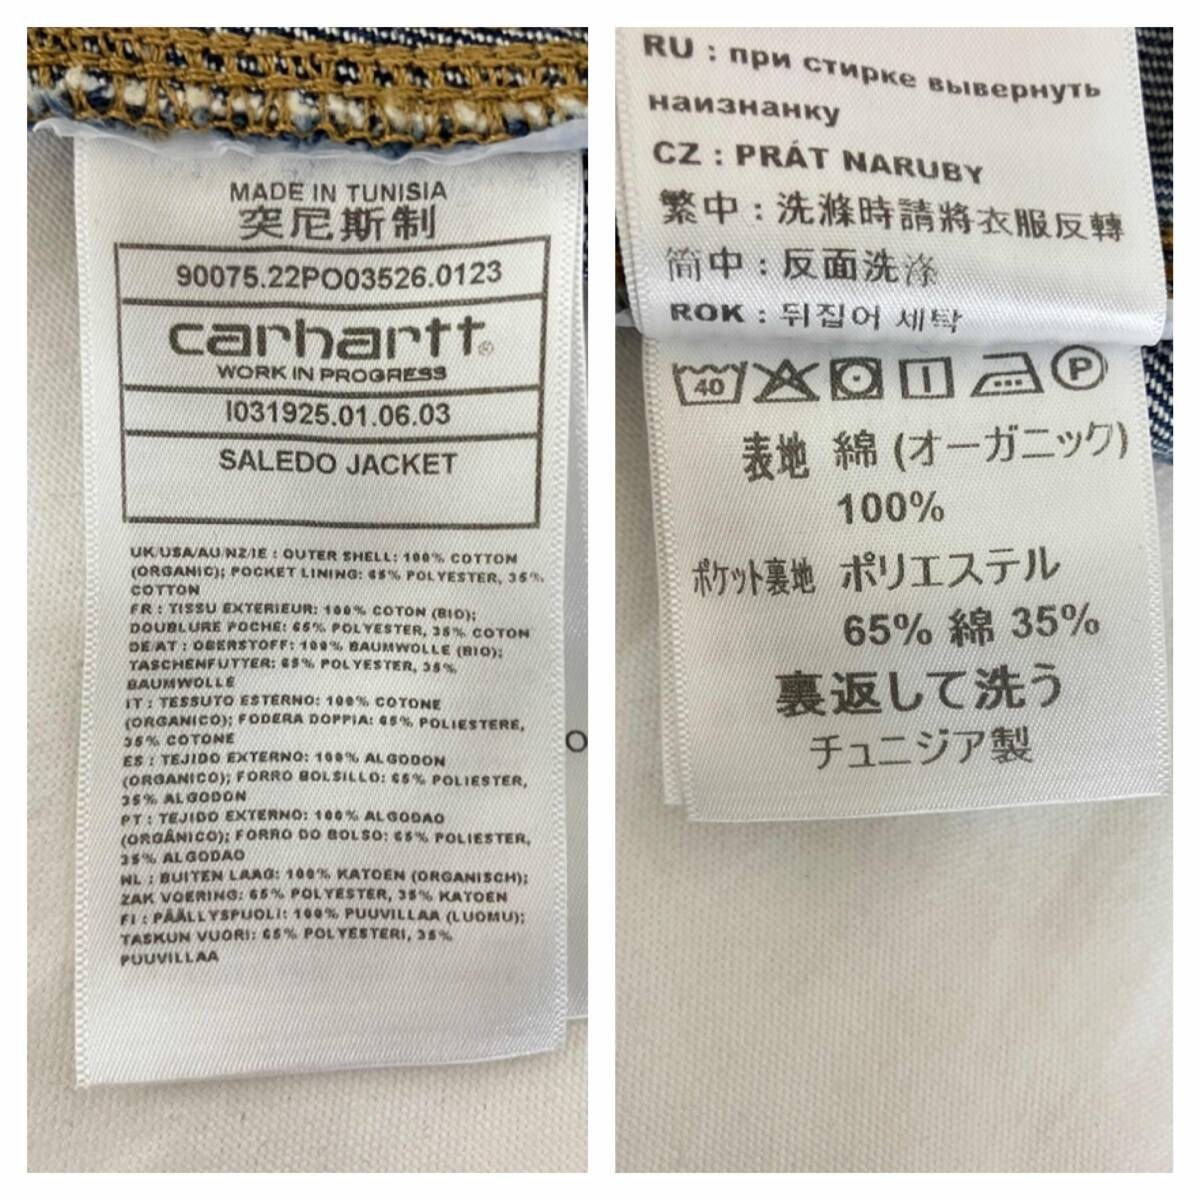 MADE IN TUNISIA
突尼斯制
90075.22PO03526.0123
carhartt®
WORK IN PROGRESS
I031925.01.06.03
SALEDO JACKET
UK/USA/AU/NZ/IE : OUTER SHELL: 100% COTTON
(ORGANIC); POCKET LINING: 65% POLYESTER, 35%
COTTON
FR : TISSU EXTERIEUR: 100% COTON (BIO);
DOUBLURE POCHE: 65% POLYESTER, 35% COTON
DE/AT : OBERSTOFF: 100% BAUMWOLLE (BIO);
TASCHENFUTTER: 65% POLYESTER, 35%
BAUMWOLLE
IT : TESSUTO ESTERNO: 100% COTONE
(ORGANICO); FODERA DOPPIA: 65% POLIESTERE,
35% COTONE
ES : TEJIDO EXTERNO: 100% ALGODON
(ORGANICO); FORRO BOLSILLO: 65% POLIESTER,
35% ALGODON
PT : TEJIDO EXTERNO: 100% ALGODAO
(ORGÂNICO); FORRO DO BOLSO: 65% POLIESTER,
35% ALGODAO
NL : BUITEN LAAG: 100% KATOEN (ORGANISCH);
ZAK VOERING: 65% POLYESTER, 35% KATOEN
FI : PÄÄLLYSPUOLI: 100% PUUVILLAA (LUOMU);
TASKUN VUORI: 65% POLYESTERI, 35%
PUUVILLAA
O
RU : при стирке вывернуть
наизнанку
CZ : PRÁT NARUBY
繁中 : 洗滌時請將衣服反轉
简中 : 反面洗涤
ROK : 뒤집어 세탁
40 P
表地 綿 (オーガニック)
100%
ポケット裏地 ポリエステル
65% 綿 35%
裏返して洗う
チュニジア製